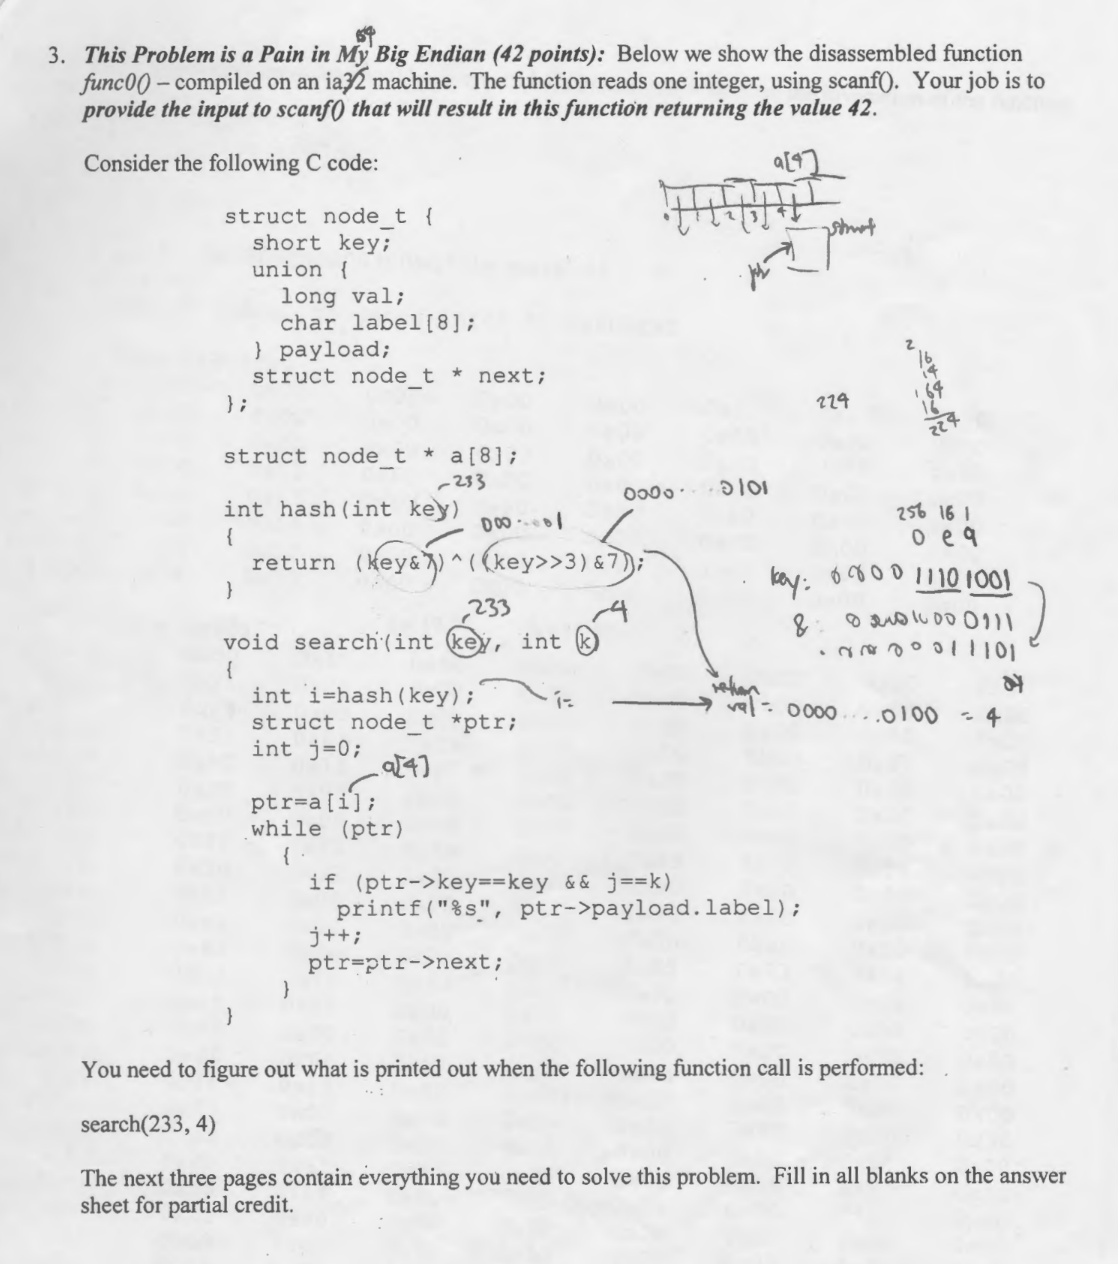 64
3. This Problem is a Pain in My Big Endian (42 points): Below we show the disassembled function
func0() – compiled on an ia32 machine. The function reads one integer, using scanf(). Your job is to
provide the input to scanf() that will result in this function returning the value 42.
Consider the following C code:
a[4]
0 1 2 3 4
struct
ptr
struct node_t {
short key;
union {
long val;
char label[8];
} payload;
struct node_t * next;
};
2
16
14
64
16
224
224
struct node_t * a[8];
233
0000 .... 0101
int hash(int key)
000....001
256 16 1
0 e 9
{
return (key&7)^((key>>3)&7);
key: 0000 1110 1001
}
233
4
void search(int key, int k)
{
int i=hash(key);
i=
return
val = 0000....0100 = 4
struct node_t *ptr;
int j=0;
a[4]
ptr=a[i];
while (ptr)
{
if (ptr->key==key && j==k)
printf("%s", ptr->payload.label);
j++;
ptr=ptr->next;
}
}
You need to figure out what is printed out when the following function call is performed:
search(233, 4)
The next three pages contain everything you need to solve this problem. Fill in all blanks on the answer
sheet for partial credit.